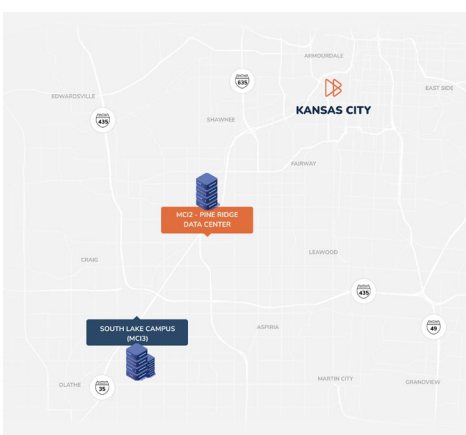 ARMOURDALE
635
EAST SIDE
EDWARDSVILLE
KANSAS CITY
435
SHAWNEE
FAIRWAY
MCI2 - PINE RIDGE
DATA CENTER
LEAWOOD
CRAIG
435
SOUTH LAKE CAMPUS
(MCI3)
ASPIRIA
49
OLATHE
35
MARTIN CITY
GRANDVIEW